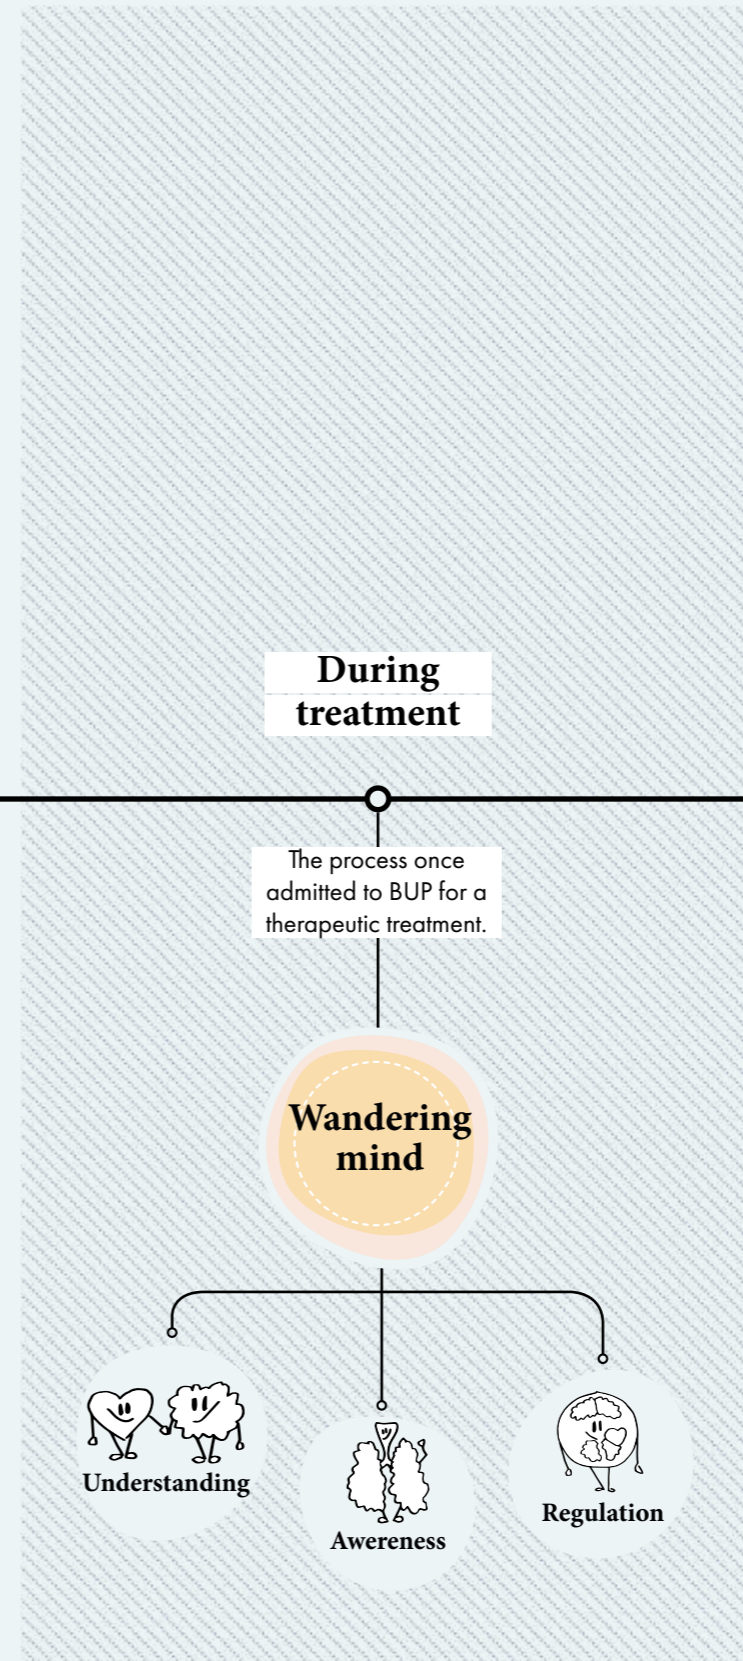 During
treatment
The process once
admitted to BUP for a
therapeutic treatment.
Wandering
mind
Understanding
Awereness
Regulation